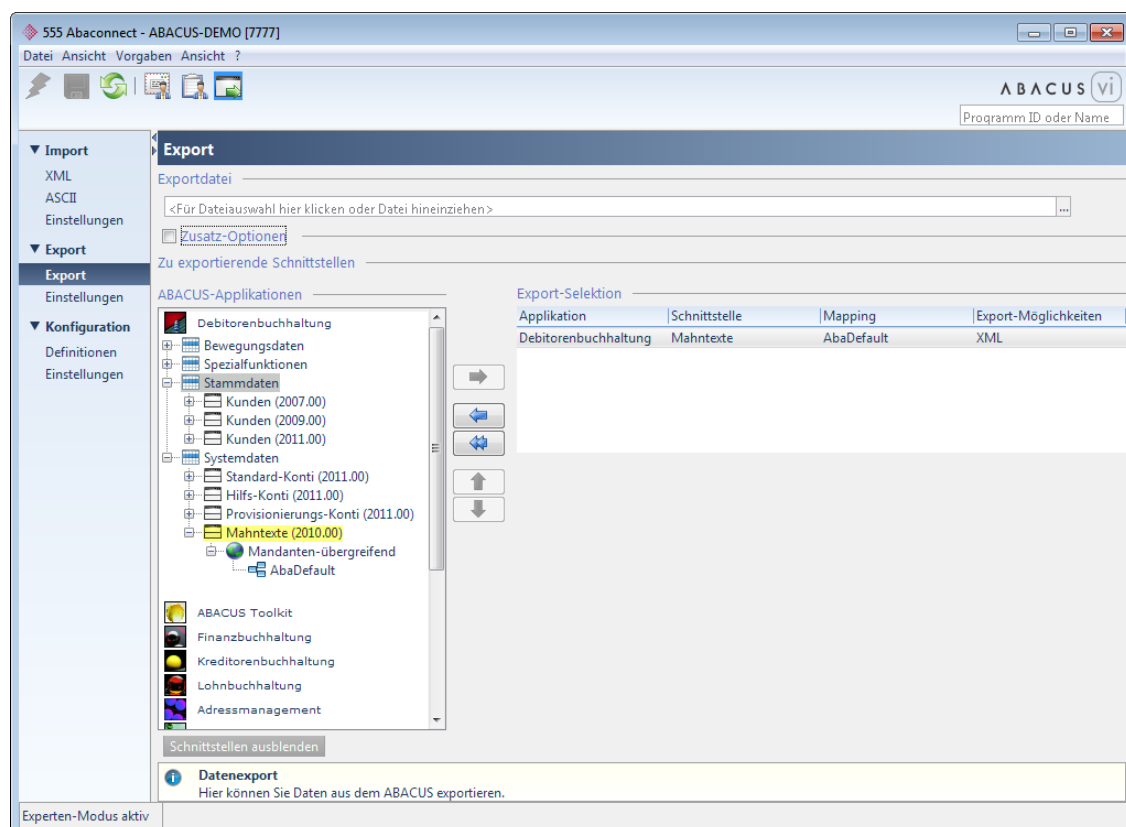 555 Abaconnect - ABACUS-DEMO [7777]
Datei Ansicht Vorgaben Ansicht ?
ABACUS vi
Programm ID oder Name
Import
XML
ASCII
Einstellungen
Export
Export
Einstellungen
Konfiguration
Definitionen
Einstellungen
Export
Exportdatei
<Für Dateiauswahl hier klicken oder Datei hineinziehen>
...
Zusatz-Optionen
Zu exportierende Schnittstellen
ABACUS-Applikationen
Debitorenbuchhaltung
Bewegungsdaten
Spezialfunktionen
Stammdaten
Kunden (2007.00)
Kunden (2009.00)
Kunden (2011.00)
Systemdaten
Standard-Konti (2011.00)
Hilfs-Konti (2011.00)
Provisionierungs-Konti (2011.00)
Mahntexte (2010.00)
Mandanten-übergreifend
AbaDefault
ABACUS Toolkit
Finanzbuchhaltung
Kreditorenbuchhaltung
Lohnbuchhaltung
Adressmanagement
Export-Selektion
Applikation Schnittstelle Mapping Export-Möglichkeiten
Debitorenbuchhaltung Mahntexte AbaDefault XML
Schnittstellen ausblenden
Datenexport
Hier können Sie Daten aus dem ABACUS exportieren.
Experten-Modus aktiv